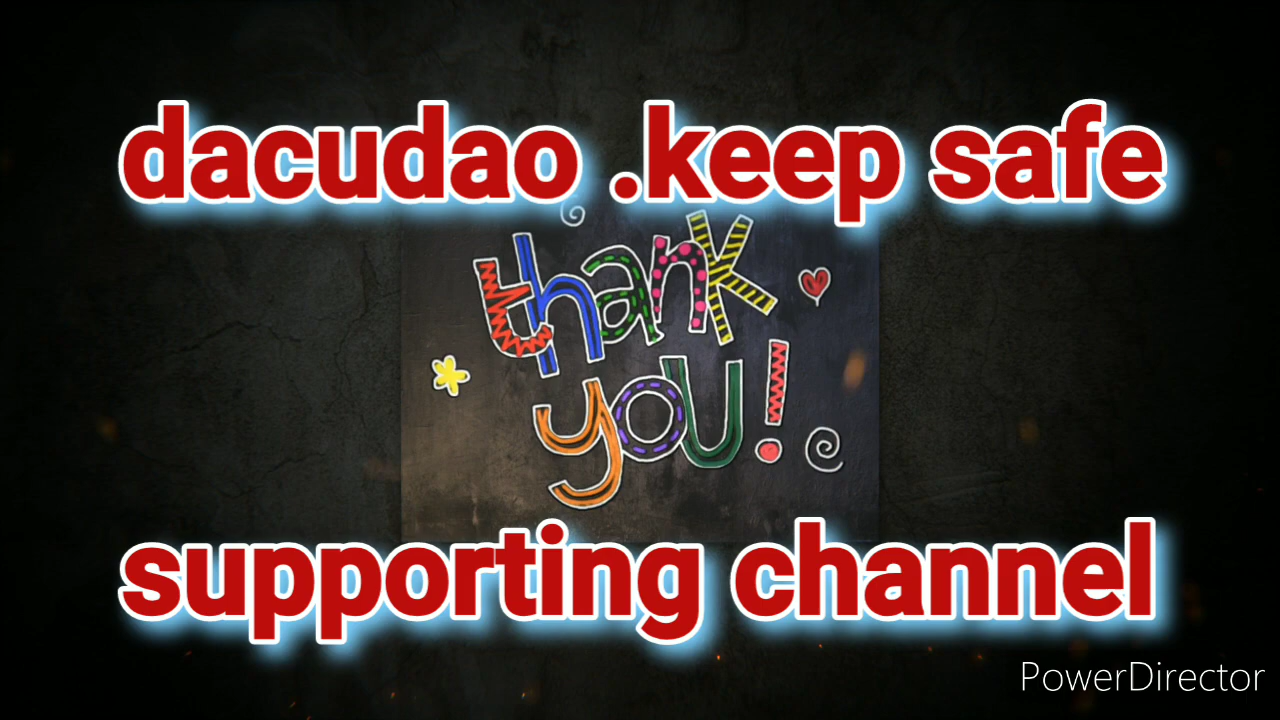 dacudao .keep safe
thank
you!
supporting channel
PowerDirector